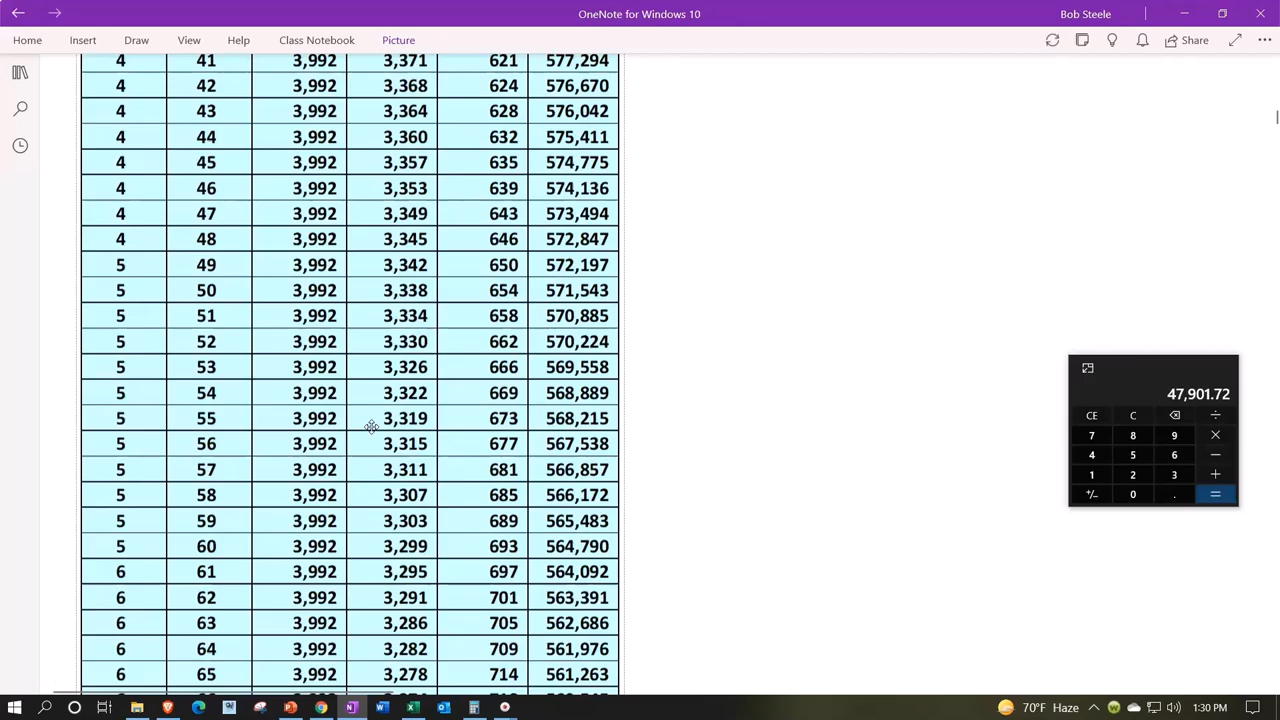 OneNote for Windows 10
Bob Steele
Home Insert Draw View Help Class Notebook Picture
Share
4 41 3,992 3,371 621 577,294
4 42 3,992 3,368 624 576,670
4 43 3,992 3,364 628 576,042
4 44 3,992 3,360 632 575,411
4 45 3,992 3,357 635 574,775
4 46 3,992 3,353 639 574,136
4 47 3,992 3,349 643 573,494
4 48 3,992 3,345 646 572,847
5 49 3,992 3,342 650 572,197
5 50 3,992 3,338 654 571,543
5 51 3,992 3,334 658 570,885
5 52 3,992 3,330 662 570,224
5 53 3,992 3,326 666 569,558
5 54 3,992 3,322 669 568,889
5 55 3,992 3,319 673 568,215
5 56 3,992 3,315 677 567,538
5 57 3,992 3,311 681 566,857
5 58 3,992 3,307 685 566,172
5 59 3,992 3,303 689 565,483
5 60 3,992 3,299 693 564,790
6 61 3,992 3,295 697 564,092
6 62 3,992 3,291 701 563,391
6 63 3,992 3,286 705 562,686
6 64 3,992 3,282 709 561,976
6 65 3,992 3,278 714 561,263
47,901.72
CE C ⌫ ÷
7 8 9 ×
4 5 6 −
1 2 3 +
+/− 0 . =
70°F Haze
1:30 PM